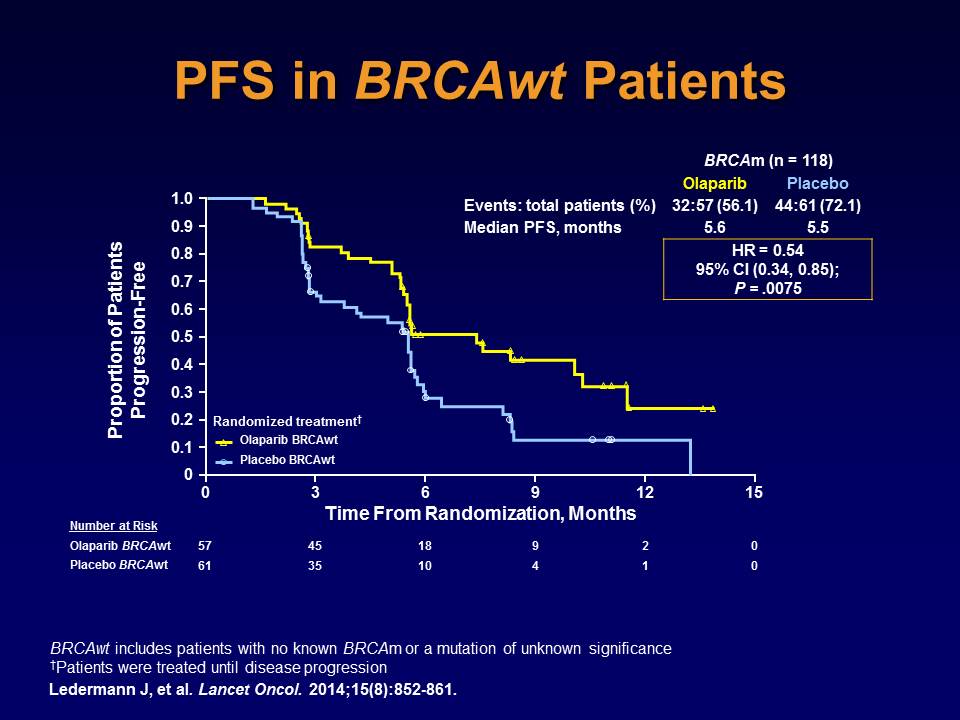 PFS in BRCAwt Patients
BRCAm (n = 118)
Olaparib Placebo
Events: total patients (%) 32:57 (56.1) 44:61 (72.1)
Median PFS, months 5.6 5.5
HR = 0.54
95% CI (0.34, 0.85);
P = .0075
Proportion of Patients
Progression-Free
1.0
0.9
0.8
0.7
0.6
0.5
0.4
0.3
0.2
0.1
0
Randomized treatment†
Olaparib BRCAwt
Placebo BRCAwt
0 3 6 9 12 15
Time From Randomization, Months
Number at Risk
Olaparib BRCAwt 57 45 18 9 2 0
Placebo BRCAwt 61 35 10 4 1 0
BRCAwt includes patients with no known BRCAm or a mutation of unknown significance
†Patients were treated until disease progression
Ledermann J, et al. Lancet Oncol. 2014;15(8):852-861.